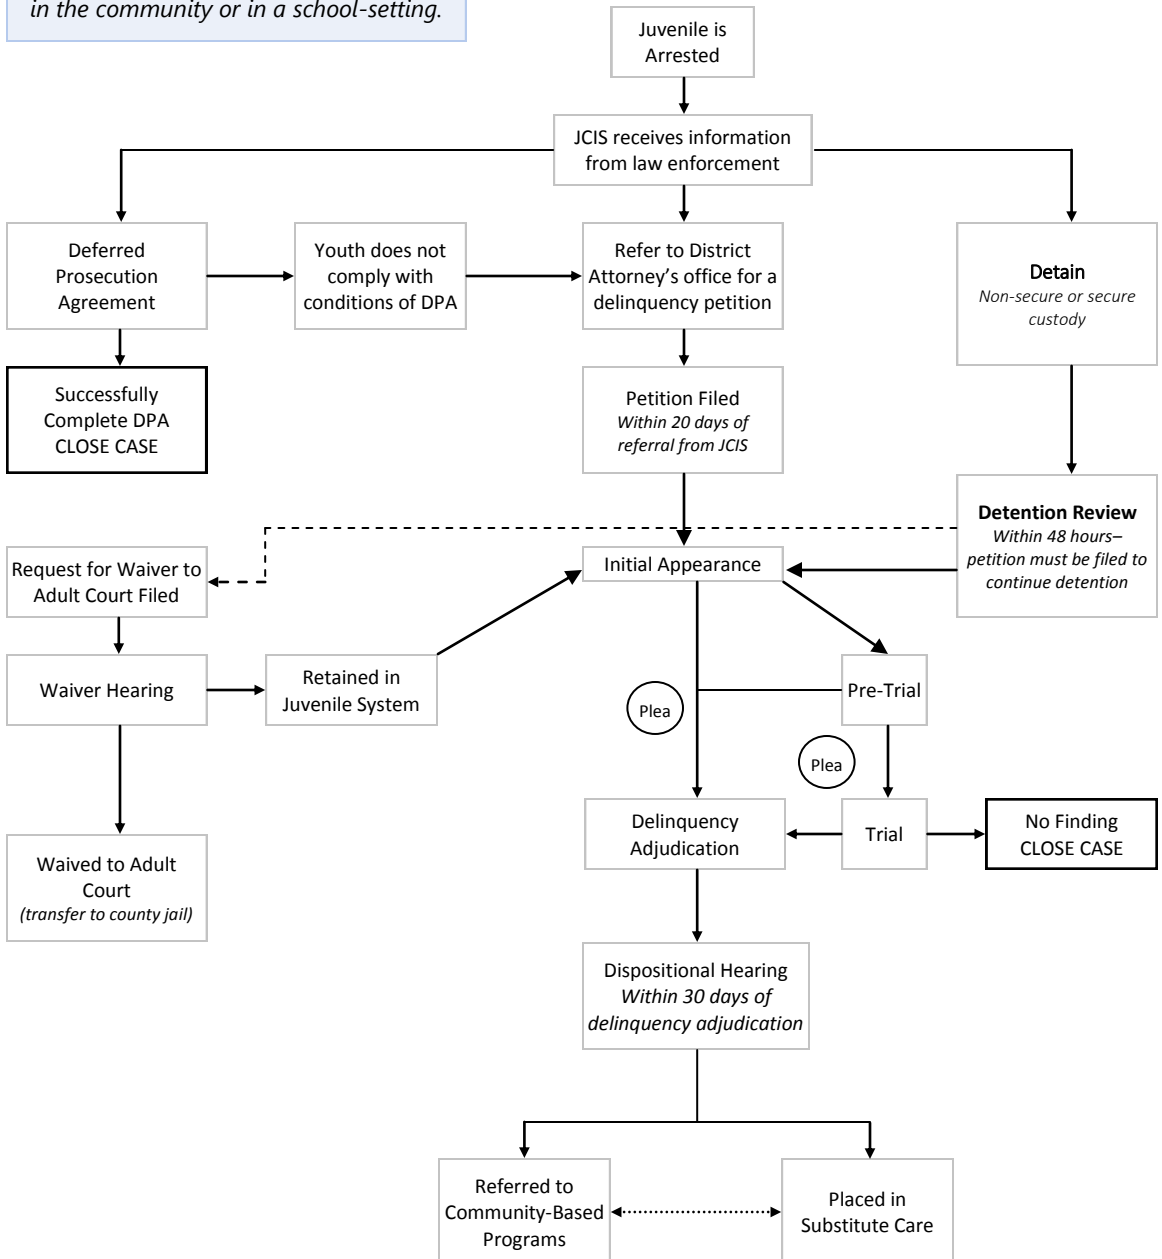 in the community or in a school-setting.
Juvenile is
Arrested
JCIS receives information
from law enforcement
Deferred
Prosecution
Agreement
Youth does not
comply with
conditions of DPA
Refer to District
Attorney's office for a
delinquency petition
Detain
Non-secure or secure
custody
Successfully
Complete DPA
CLOSE CASE
Petition Filed
Within 20 days of
referral from JCIS
Detention Review
Within 48 hours–
petition must be filed to
continue detention
Request for Waiver to
Adult Court Filed
Initial Appearance
Waiver Hearing
Retained in
Juvenile System
Plea
Pre-Trial
Plea
Delinquency
Adjudication
Trial
No Finding
CLOSE CASE
Waived to Adult
Court
(transfer to county jail)
Dispositional Hearing
Within 30 days of
delinquency adjudication
Referred to
Community-Based
Programs
Placed in
Substitute Care